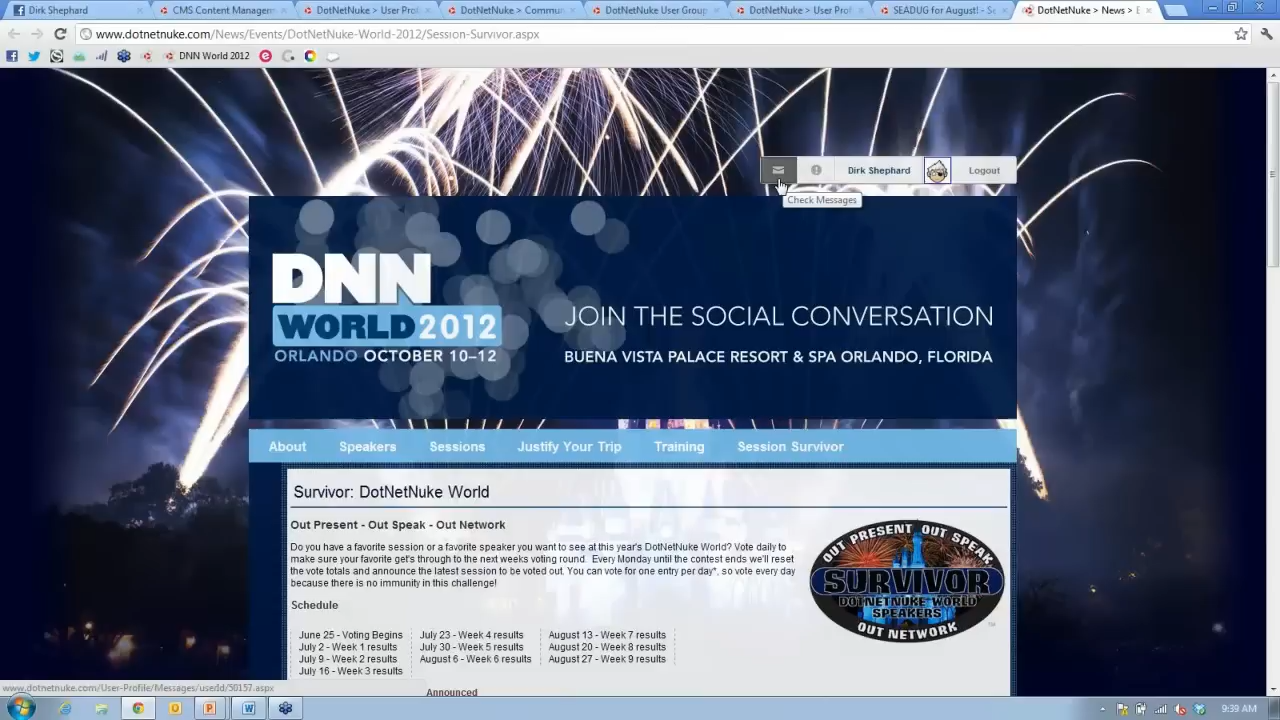 Dirk Shephard
CMS Content Managem
DotNetNuke > User Prof
DotNetNuke > Commun
DotNetNuke User Group
DotNetNuke > User Prof
SEADUG for August! - S
DotNetNuke > News > E
www.dotnetnuke.com/News/Events/DotNetNuke-World-2012/Session-Survivor.aspx
DNN World 2012
Dirk Shephard
Logout
Check Messages
DNN
WORLD 2012
ORLANDO OCTOBER 10–12
JOIN THE SOCIAL CONVERSATION
BUENA VISTA PALACE RESORT & SPA ORLANDO, FLORIDA
About Speakers Sessions Justify Your Trip Training Session Survivor
Survivor: DotNetNuke World
Out Present - Out Speak - Out Network
Do you have a favorite session or a favorite speaker you want to see at this year's DotNetNuke World? Vote daily to
make sure your favorite get's through to the next weeks voting round. Every Monday until the contest ends we'll reset
the vote totals and announce the latest session to be voted out. You can vote for one entry per day*, so vote every day
because there is no immunity in this challenge!
OUT PRESENT OUT SPEAK
SURVIVOR
DOTNETNUKE WORLD
SPEAKERS
OUT NETWORK
Schedule
June 25 - Voting Begins
July 2 - Week 1 results
July 9 - Week 2 results
July 16 - Week 3 results
July 23 - Week 4 results
July 30 - Week 5 results
August 6 - Week 6 results
August 13 - Week 7 results
August 20 - Week 8 results
August 27 - Week 9 results
Announced
www.dotnetnuke.com/User-Profile/Messages/userId/50157.aspx
9:39 AM